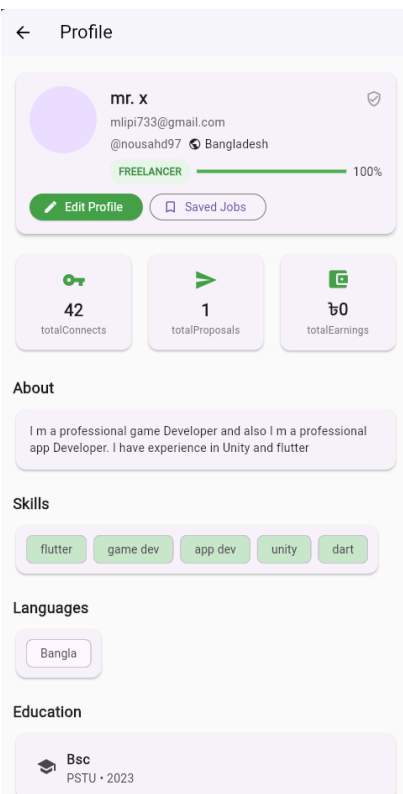 Profile
mr. x
mlipi733@gmail.com
@nousahd97 Bangladesh
FREELANCER 100%
Edit Profile Saved Jobs
42 1 ৳0
totalConnects totalProposals totalEarnings
About
I m a professional game Developer and also I m a professional
app Developer. I have experience in Unity and flutter
Skills
flutter game dev app dev unity dart
Languages
Bangla
Education
Bsc
PSTU • 2023